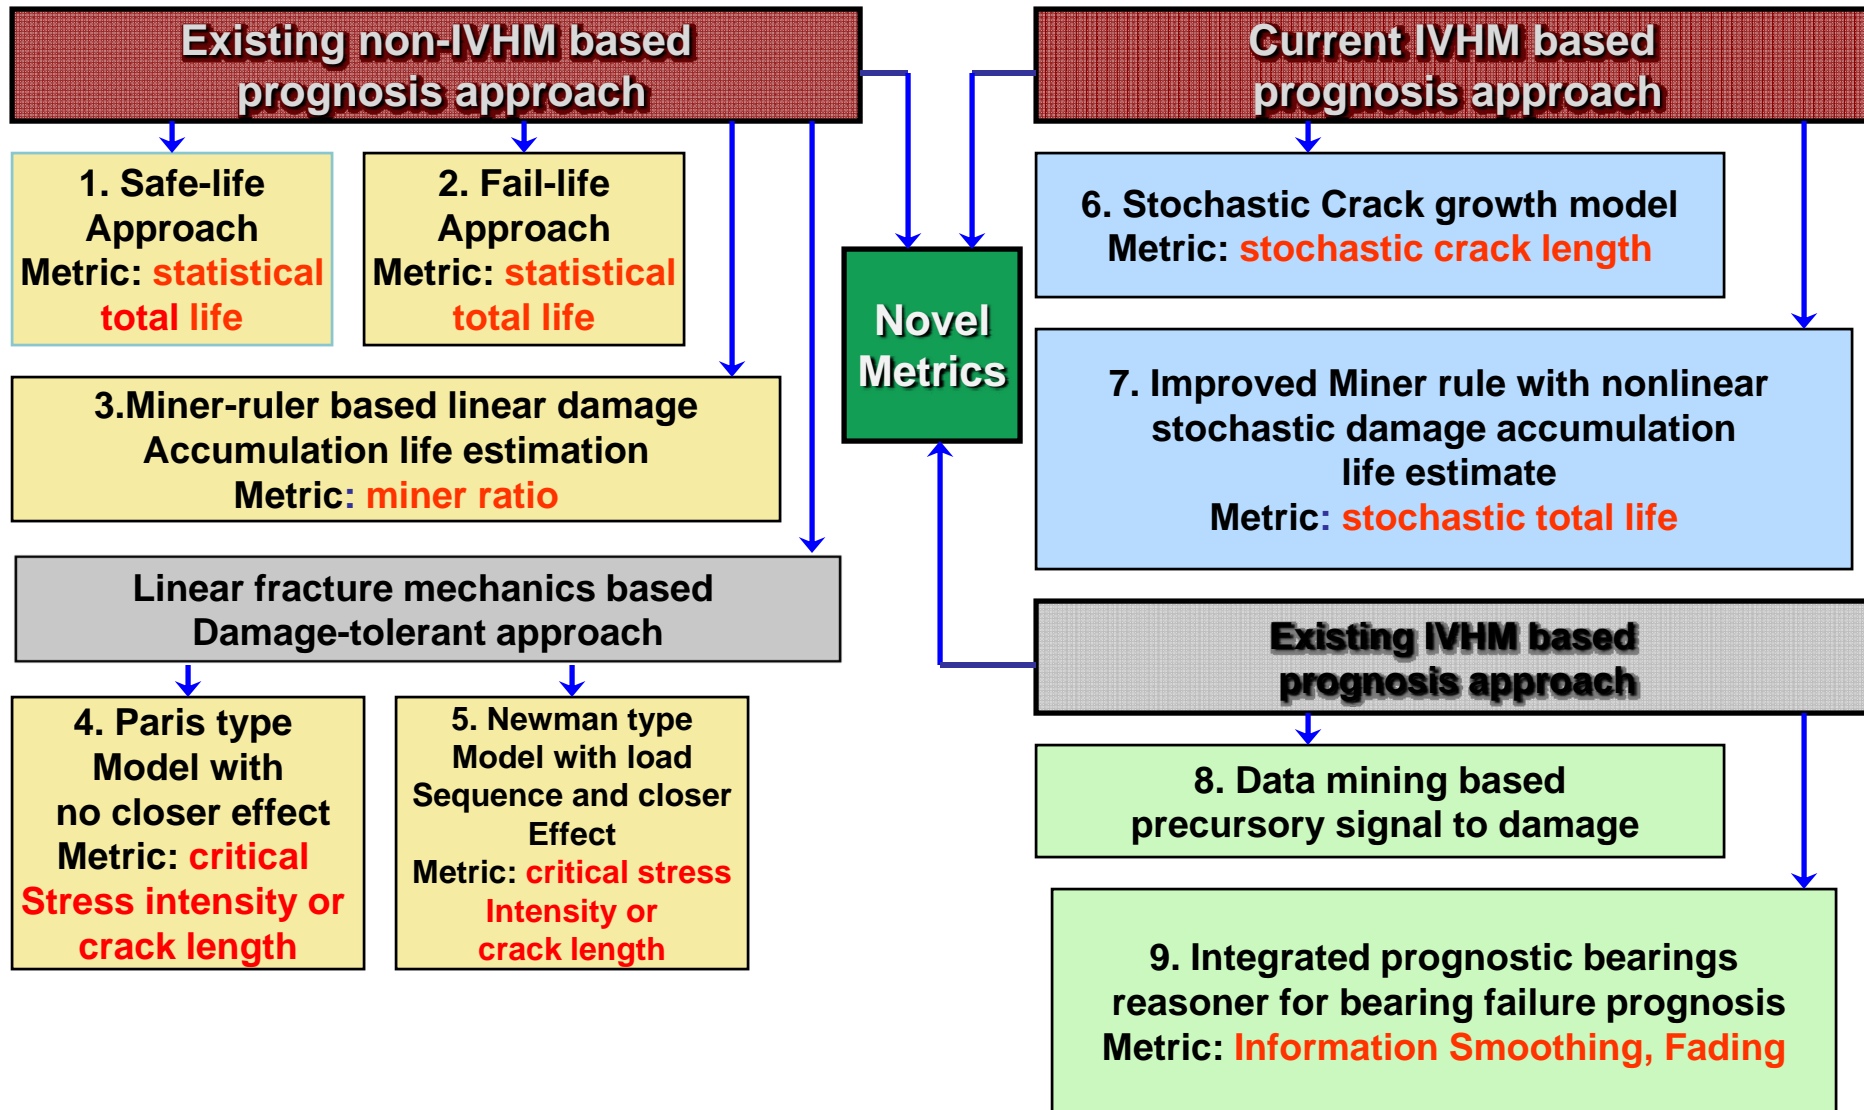 Existing non-IVHM based
prognosis approach
1. Safe-life
Approach
Metric: statistical
total life
2. Fail-life
Approach
Metric: statistical
total life
3.Miner-ruler based linear damage
Accumulation life estimation
Metric: miner ratio
Linear fracture mechanics based
Damage-tolerant approach
4. Paris type
Model with
no closer effect
Metric: critical
Stress intensity or
crack length
5. Newman type
Model with load
Sequence and closer
Effect
Metric: critical stress
Intensity or
crack length
Novel
Metrics
Current IVHM based
prognosis approach
6. Stochastic Crack growth model
Metric: stochastic crack length
7. Improved Miner rule with nonlinear
stochastic damage accumulation
life estimate
Metric: stochastic total life
Existing IVHM based
prognosis approach
8. Data mining based
precursory signal to damage
9. Integrated prognostic bearings
reasoner for bearing failure prognosis
Metric: Information Smoothing, Fading